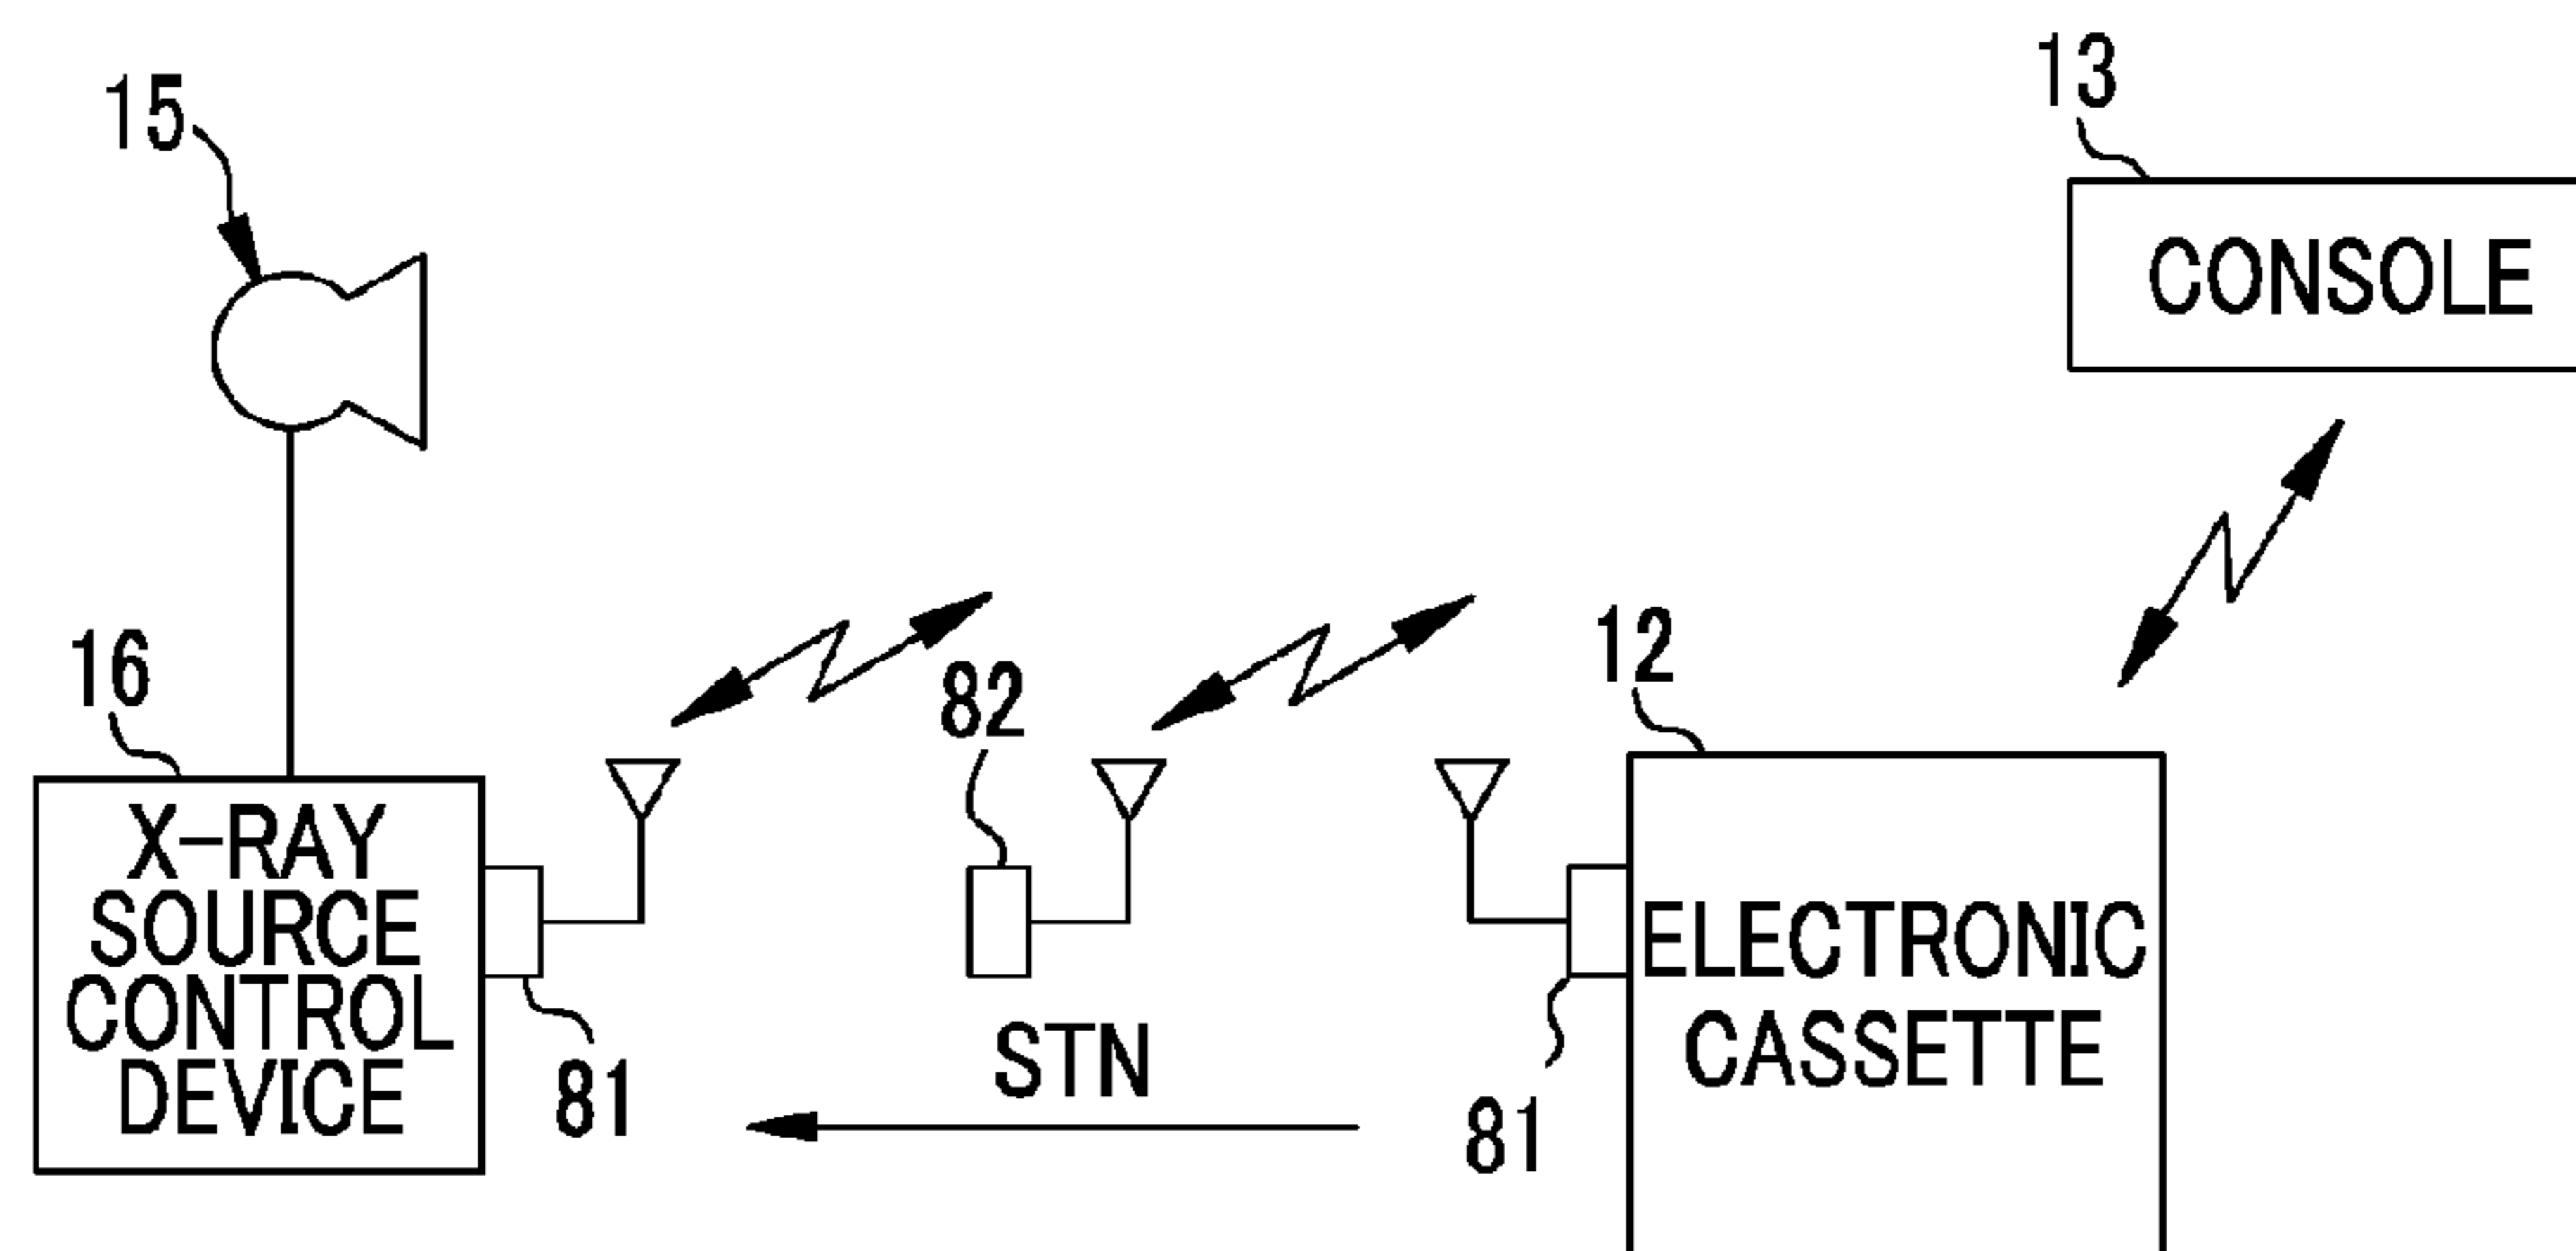 15
13
CONSOLE
16
82
12
X-RAY
SOURCE
CONTROL
DEVICE
81
STN
81
ELECTRONIC
CASSETTE